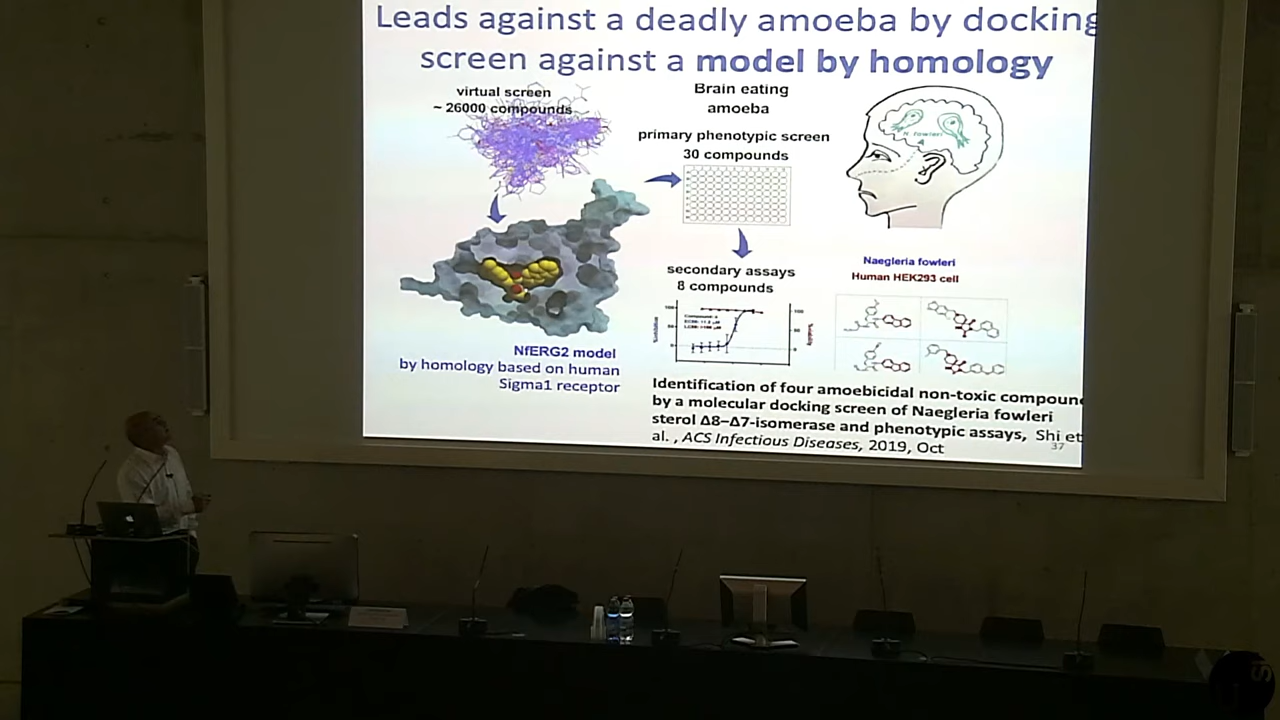 Leads against a deadly amoeba by docking
screen against a model by homology
virtual screen
~ 26000 compounds
Brain eating
amoeba
primary phenotypic screen
30 compounds
N fowleri
secondary assays
8 compounds
Naegleria fowleri
Human HEK293 cell
NfERG2 model
by homology based on human
Sigma1 receptor
Identification of four amoebicidal non-toxic compoun
by a molecular docking screen of Naegleria fowleri
sterol Δ8–Δ7-isomerase and phenotypic assays, Shi et
al. , ACS Infectious Diseases, 2019, Oct
37